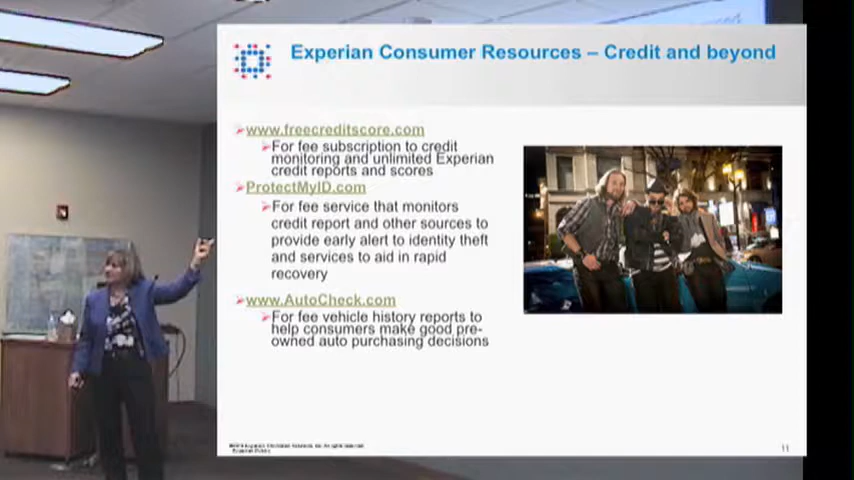 Experian Consumer Resources – Credit and beyond
www.freecreditscore.com
For fee subscription to credit
monitoring and unlimited Experian
credit reports and scores
ProtectMyID.com
For fee service that monitors
credit report and other sources to
provide early alert to identity theft
and services to aid in rapid
recovery
www.AutoCheck.com
For fee vehicle history reports to
help consumers make good pre-
owned auto purchasing decisions
11